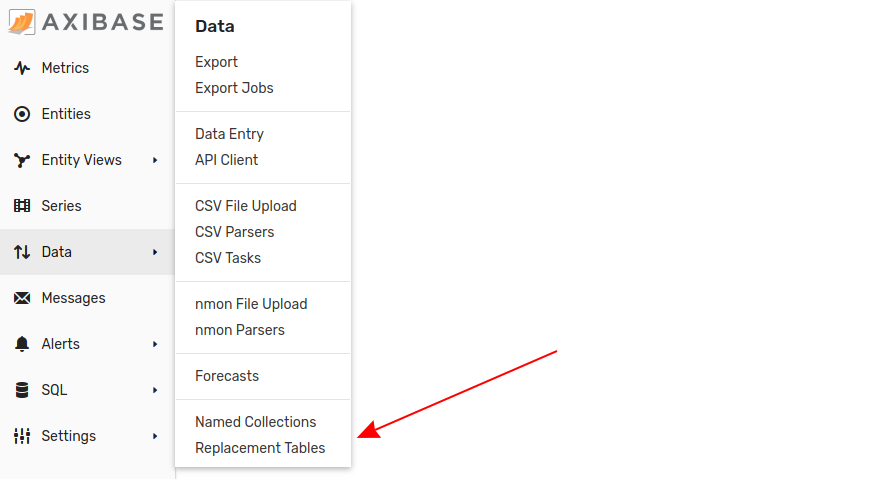 AXIBASE
Metrics
Entities
Entity Views
Series
Data
Messages
Alerts
SQL
Settings
Data
Export
Export Jobs
Data Entry
API Client
CSV File Upload
CSV Parsers
CSV Tasks
nmon File Upload
nmon Parsers
Forecasts
Named Collections
Replacement Tables